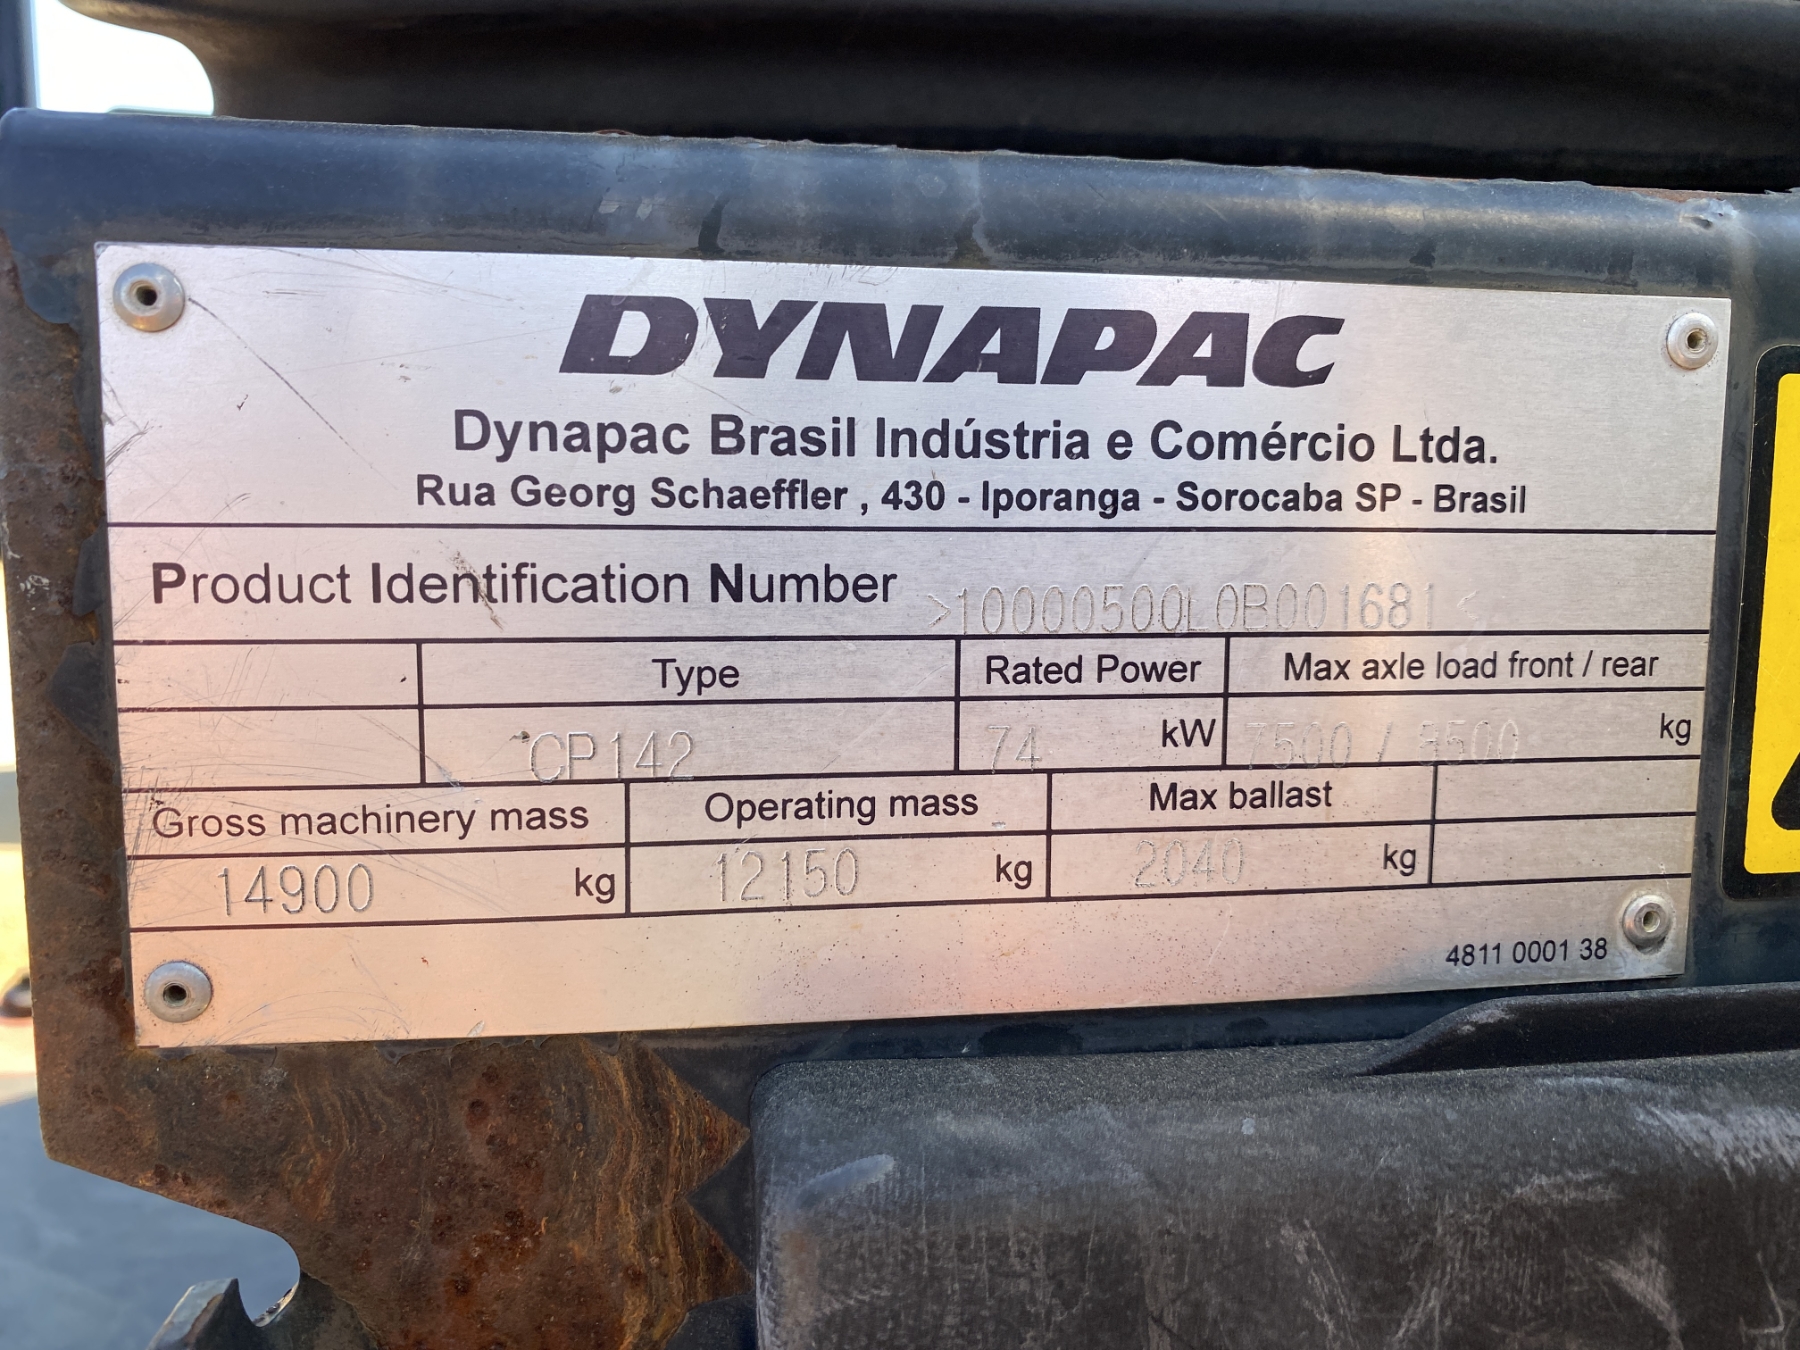 DYNAPAC
Dynapac Brasil Indústria e Comércio Ltda.
Rua Georg Schaeffler , 430 - Iporanga - Sorocaba SP - Brasil
Product Identification Number >10000500L0B001681<
Type Rated Power Max axle load front / rear
CP142 74 kW 7500 / kg
Gross machinery mass Operating mass Max ballast
14900 kg 12150 kg 2040 kg
4811 0001 38